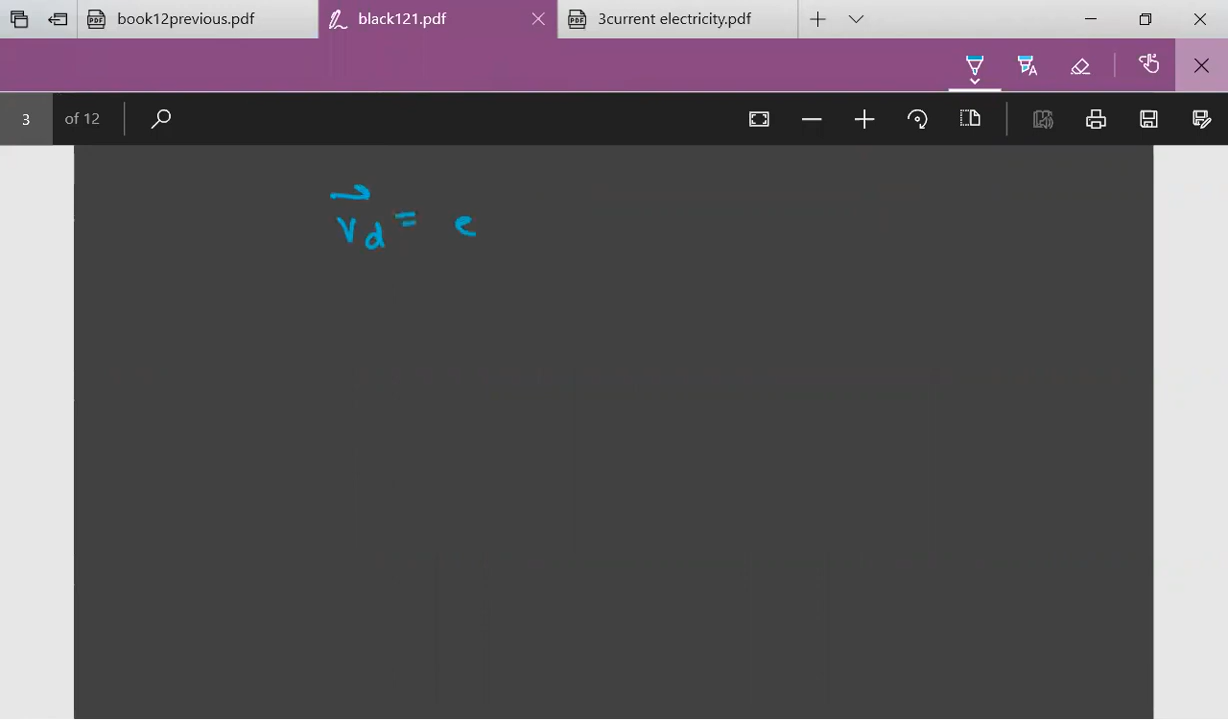 book12previous.pdf
black121.pdf
3current electricity.pdf
3 of 12
v⃗d = e